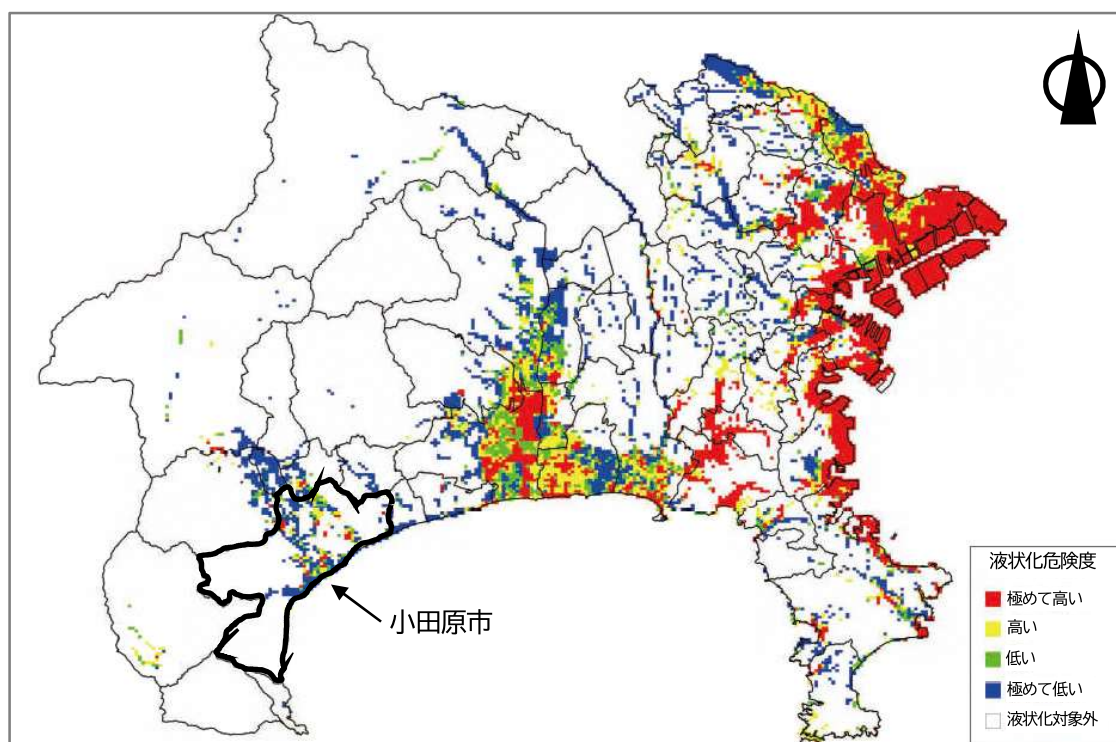 小田原市
液状化危険度
極めて高い
高い
低い
極めて低い
液状化対象外